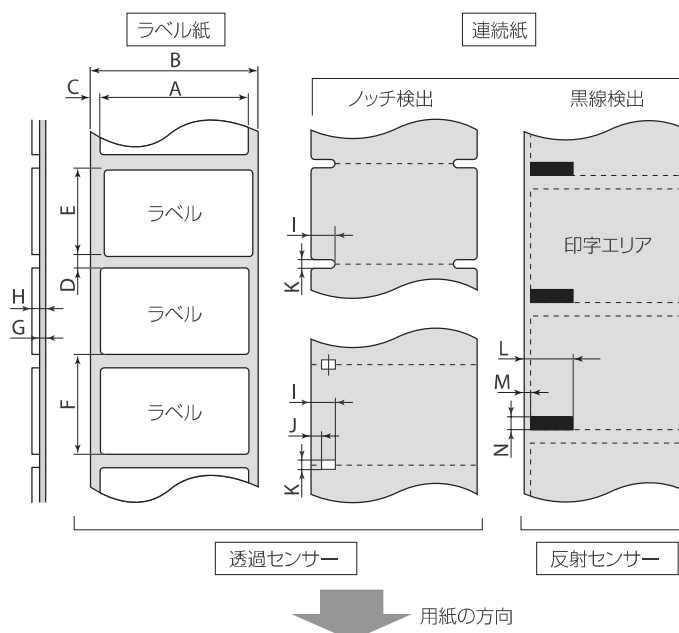 ラベル紙
連続紙
B
C
A
ノッチ検出
黒線検出
E
ラベル
I
印字エリア
K
D
H
ラベル
G
L
I
M
F
ラベル
J
N
K
透過センサー
反射センサー
用紙の方向